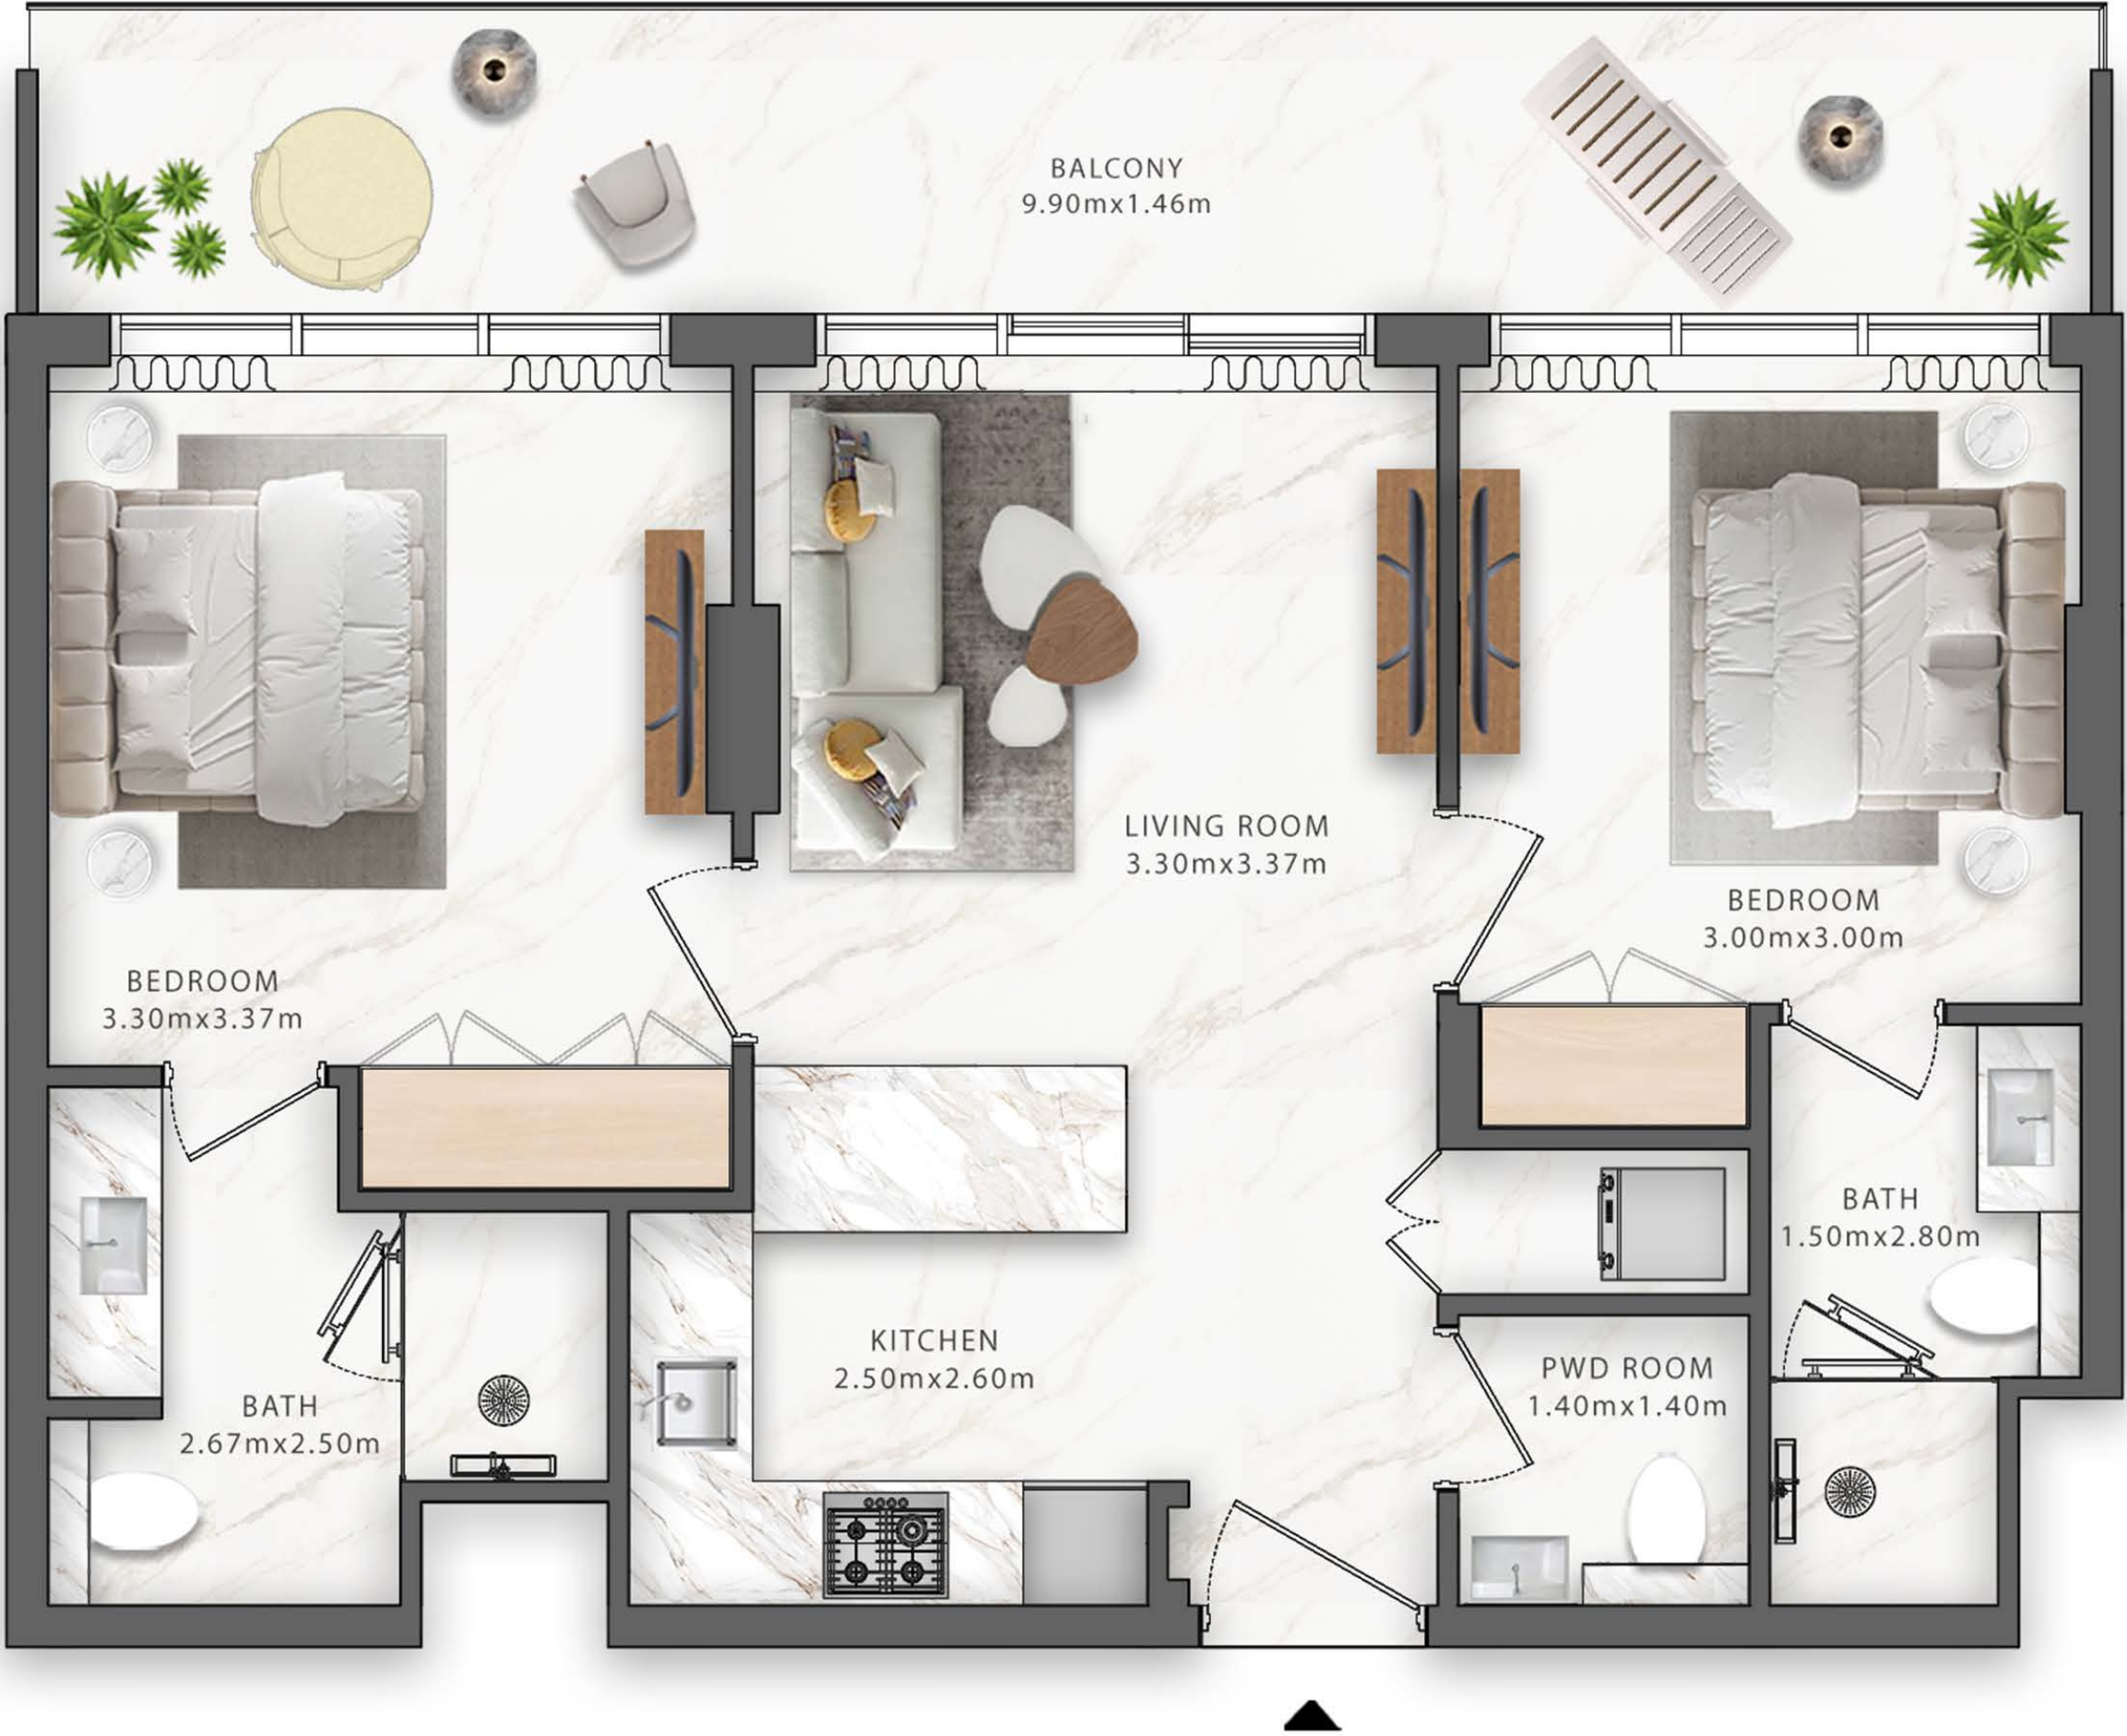 BALCONY
9.90mx1.46m
LIVING ROOM
3.30mx3.37m
BEDROOM
3.00mx3.00m
BEDROOM
3.30mx3.37m
BATH
1.50mx2.80m
KITCHEN
2.50mx2.60m
PWD ROOM
1.40mx1.40m
BATH
2.67mx2.50m